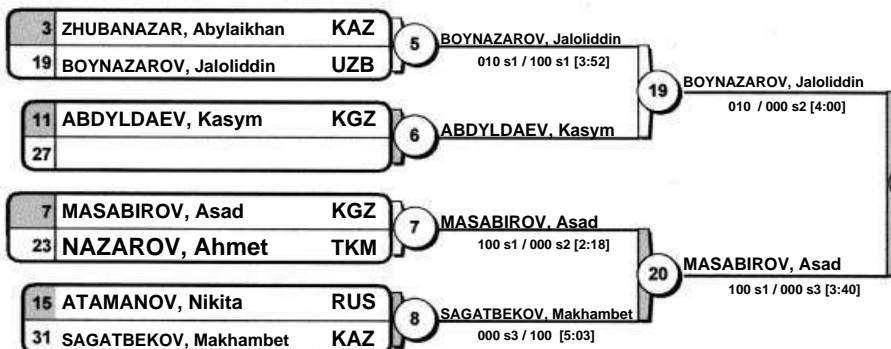 3 ZHUBANAZAR, Abylaikhan KAZ
19 BOYNAZAROV, Jaloliddin UZB
5
BOYNAZAROV, Jaloliddin
010 s1 / 100 s1 [3:52]
11 ABDYLDAEV, Kasym KGZ
27
6
ABDYLDAEV, Kasym
19
BOYNAZAROV, Jaloliddin
010 / 000 s2 [4:00]
7 MASABIROV, Asad KGZ
23 NAZAROV, Ahmet TKM
7
MASABIROV, Asad
100 s1 / 000 s2 [2:18]
15 ATAMANOV, Nikita RUS
31 SAGATBEKOV, Makhambet KAZ
8
SAGATBEKOV, Makhambet
000 s3 / 100 [5:03]
20
MASABIROV, Asad
100 s1 / 000 s3 [3:40]